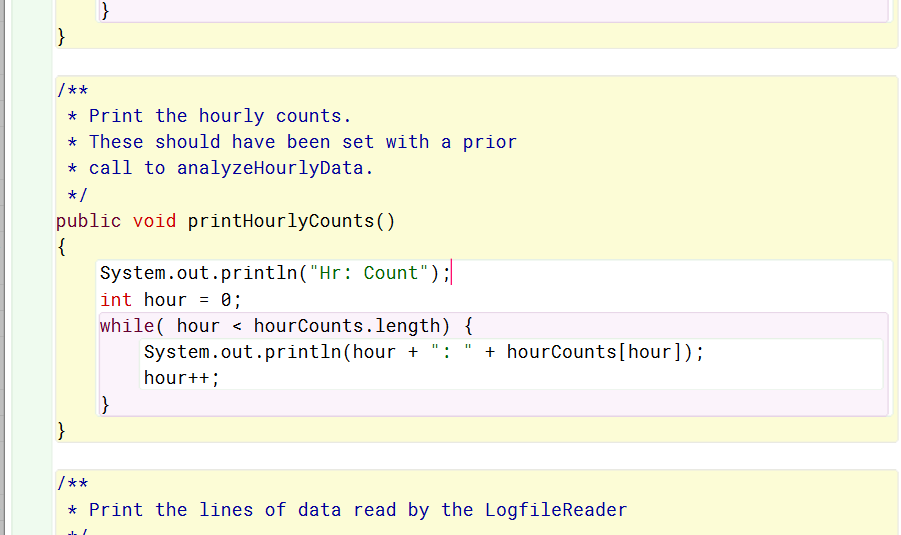 }
}
/**
* Print the hourly counts.
* These should have been set with a prior
* call to analyzeHourlyData.
*/
public void printHourlyCounts()
{
System.out.println("Hr: Count");
int hour = 0;
while( hour < hourCounts.length) {
System.out.println(hour + ": " + hourCounts[hour]);
hour++;
}
}
/**
* Print the lines of data read by the LogfileReader
*/